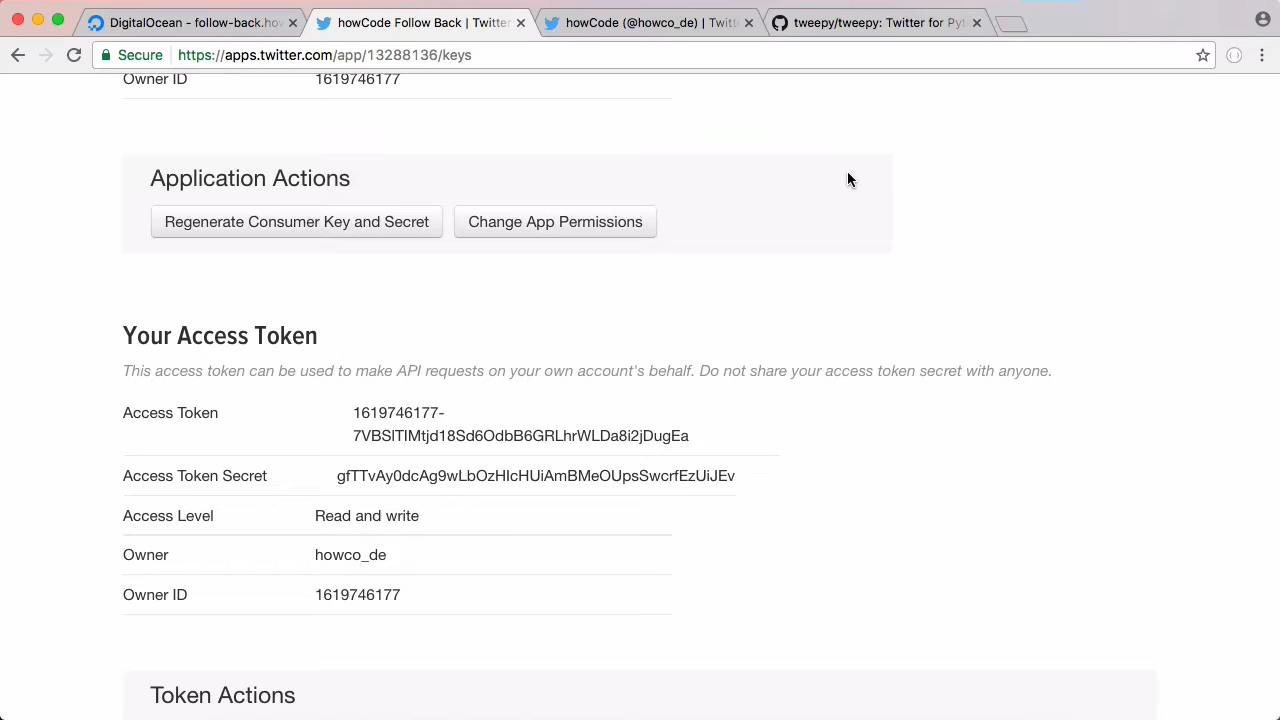 DigitalOcean - follow-back.how
howCode Follow Back | Twitter
howCode (@howco_de) | Twitt
tweepy/tweepy: Twitter for Pyt
Secure
https://apps.twitter.com/app/13288136/keys
Owner ID 1619746177
Application Actions
Regenerate Consumer Key and Secret
Change App Permissions
Your Access Token
This access token can be used to make API requests on your own account's behalf. Do not share your access token secret with anyone.
Access Token 1619746177-
7VBSlTIMtjd18Sd6OdbB6GRLhrWLDa8i2jDugEa
Access Token Secret gfTTvAy0dcAg9wLbOzHIcHUiAmBMeOUpsSwcrfEzUiJEv
Access Level Read and write
Owner howco_de
Owner ID 1619746177
Token Actions